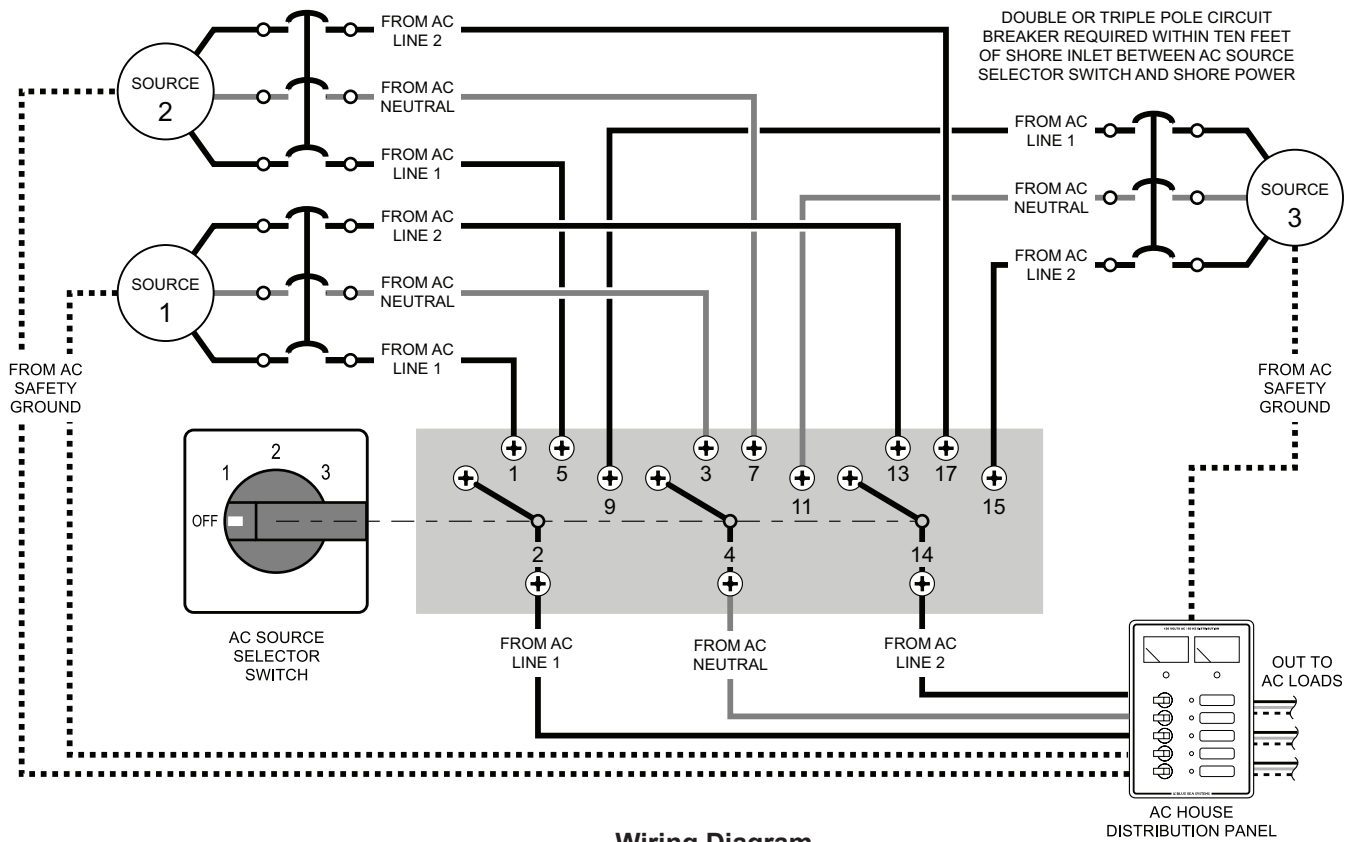 FROM AC
LINE 2
SOURCE
2
FROM AC
NEUTRAL
FROM AC
LINE 1
DOUBLE OR TRIPLE POLE CIRCUIT
BREAKER REQUIRED WITHIN TEN FEET
OF SHORE INLET BETWEEN AC SOURCE
SELECTOR SWITCH AND SHORE POWER
FROM AC
LINE 1
FROM AC
NEUTRAL
SOURCE
3
FROM AC
LINE 2
FROM AC
LINE 2
SOURCE
1
FROM AC
NEUTRAL
FROM AC
LINE 1
FROM AC
SAFETY
GROUND
FROM AC
SAFETY
GROUND
1
2
3
OFF
AC SOURCE
SELECTOR
SWITCH
1
5
9
3
7
11
13
17
15
2
4
14
FROM AC
LINE 1
FROM AC
NEUTRAL
FROM AC
LINE 2
OUT TO
AC LOADS
BLUE SEA SYSTEMS
AC HOUSE
DISTRIBUTION PANEL
Wiring Diagram